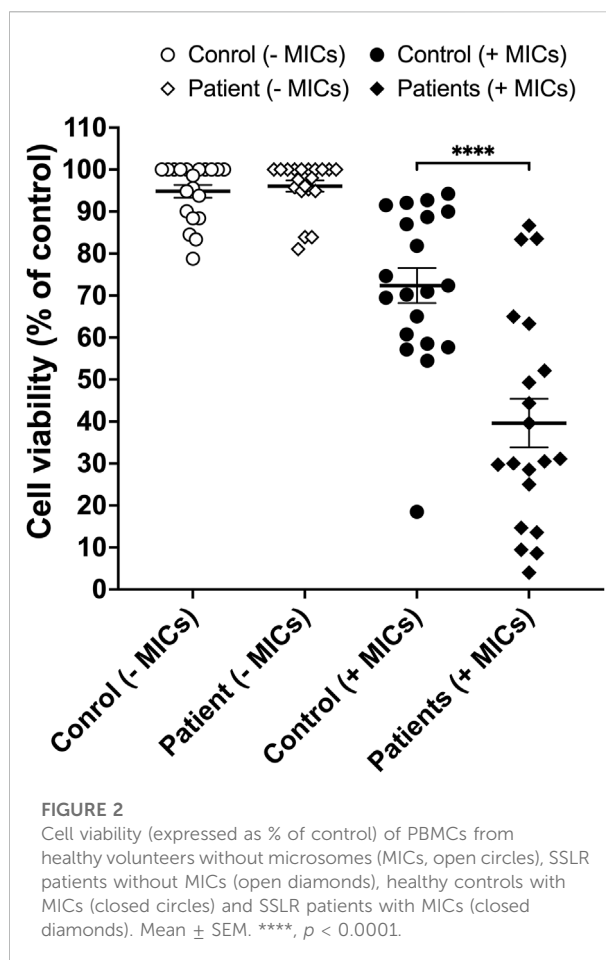 Conrol (- MICs) Control (+ MICs)
Patient (- MICs) Patients (+ MICs)
****
Cell viability (% of control)
110
100
90
80
70
60
50
40
30
20
10
0
Conrol (- MICs)
Patient (- MICs)
Control (+ MICs)
Patients (+ MICs)
FIGURE 2
Cell viability (expressed as % of control) of PBMCs from
healthy volunteers without microsomes (MICs, open circles), SSLR
patients without MICs (open diamonds), healthy controls with
MICs (closed circles) and SSLR patients with MICs (closed
diamonds). Mean ± SEM. ****, p < 0.0001.